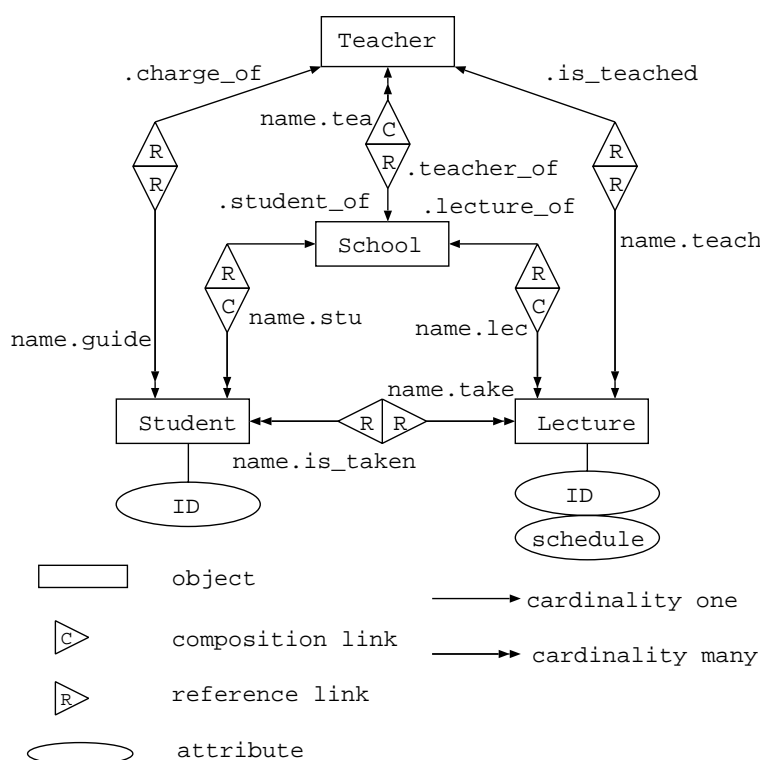 Teacher
.charge_of
.is_teached
name.tea
C
R
R
R
R
R
.teacher_of
.student_of
.lecture_of
School
name.teach
R
C
R
C
name.stu
name.lec
name.guide
name.take
Student
R
R
Lecture
name.is_taken
ID
ID
schedule
object
cardinality one
C
composition link
cardinality many
R
reference link
attribute